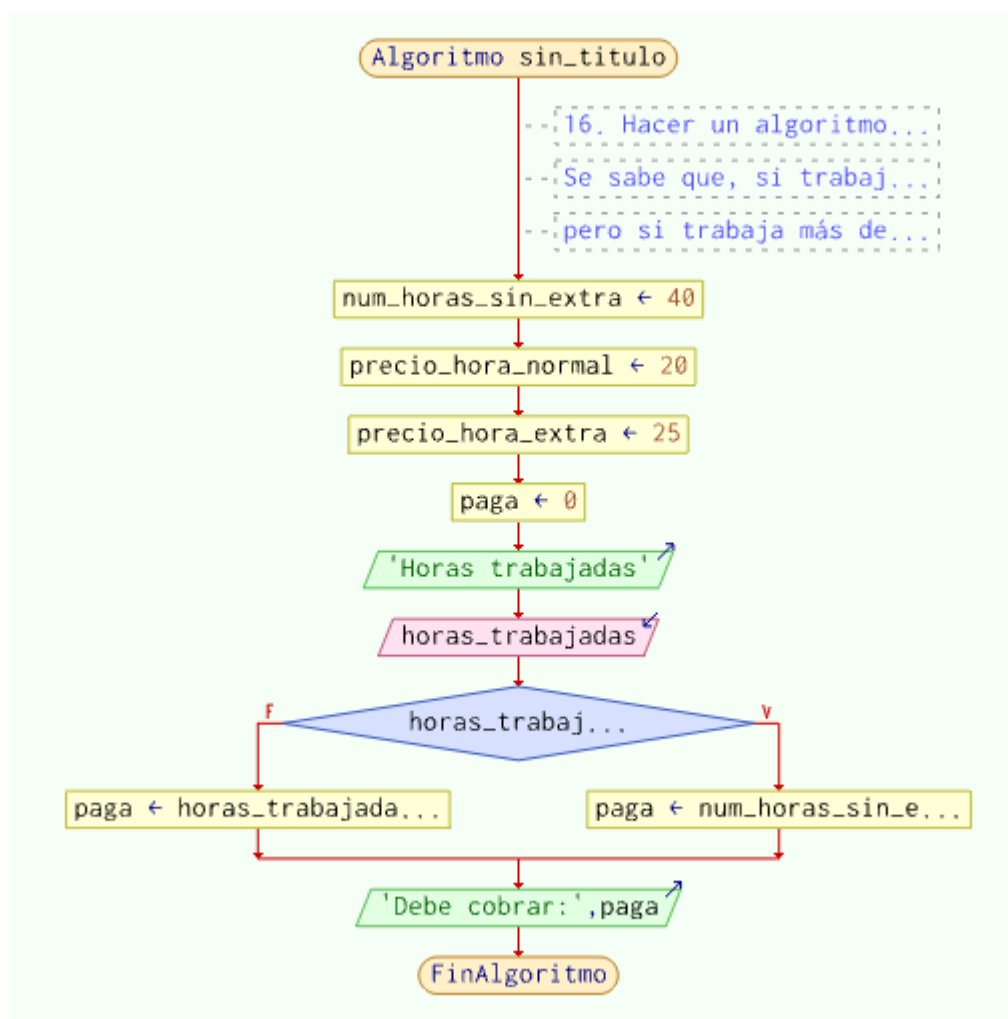 Algoritmo sin_titulo
16. Hacer un algoritmo...
Se sabe que, si trabaj...
pero si trabaja más de...
num_horas_sin_extra ← 40
precio_hora_normal ← 20
precio_hora_extra ← 25
paga ← 0
'Horas trabajadas'
horas_trabajadas
F
V
horas_trabaj...
paga ← horas_trabajada...
paga ← num_horas_sin_e...
'Debe cobrar:',paga
FinAlgoritmo